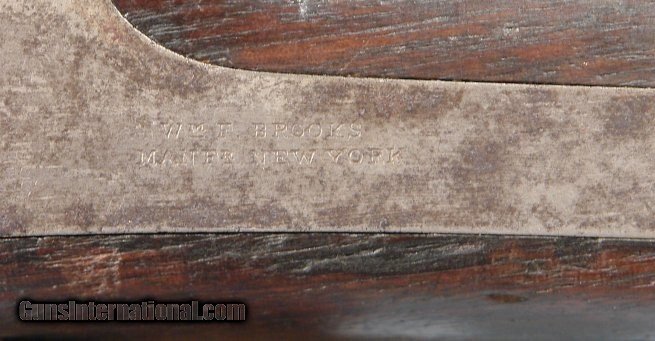 WM F. BROOKS
MANFR NEW YORK
GunsInternational.com